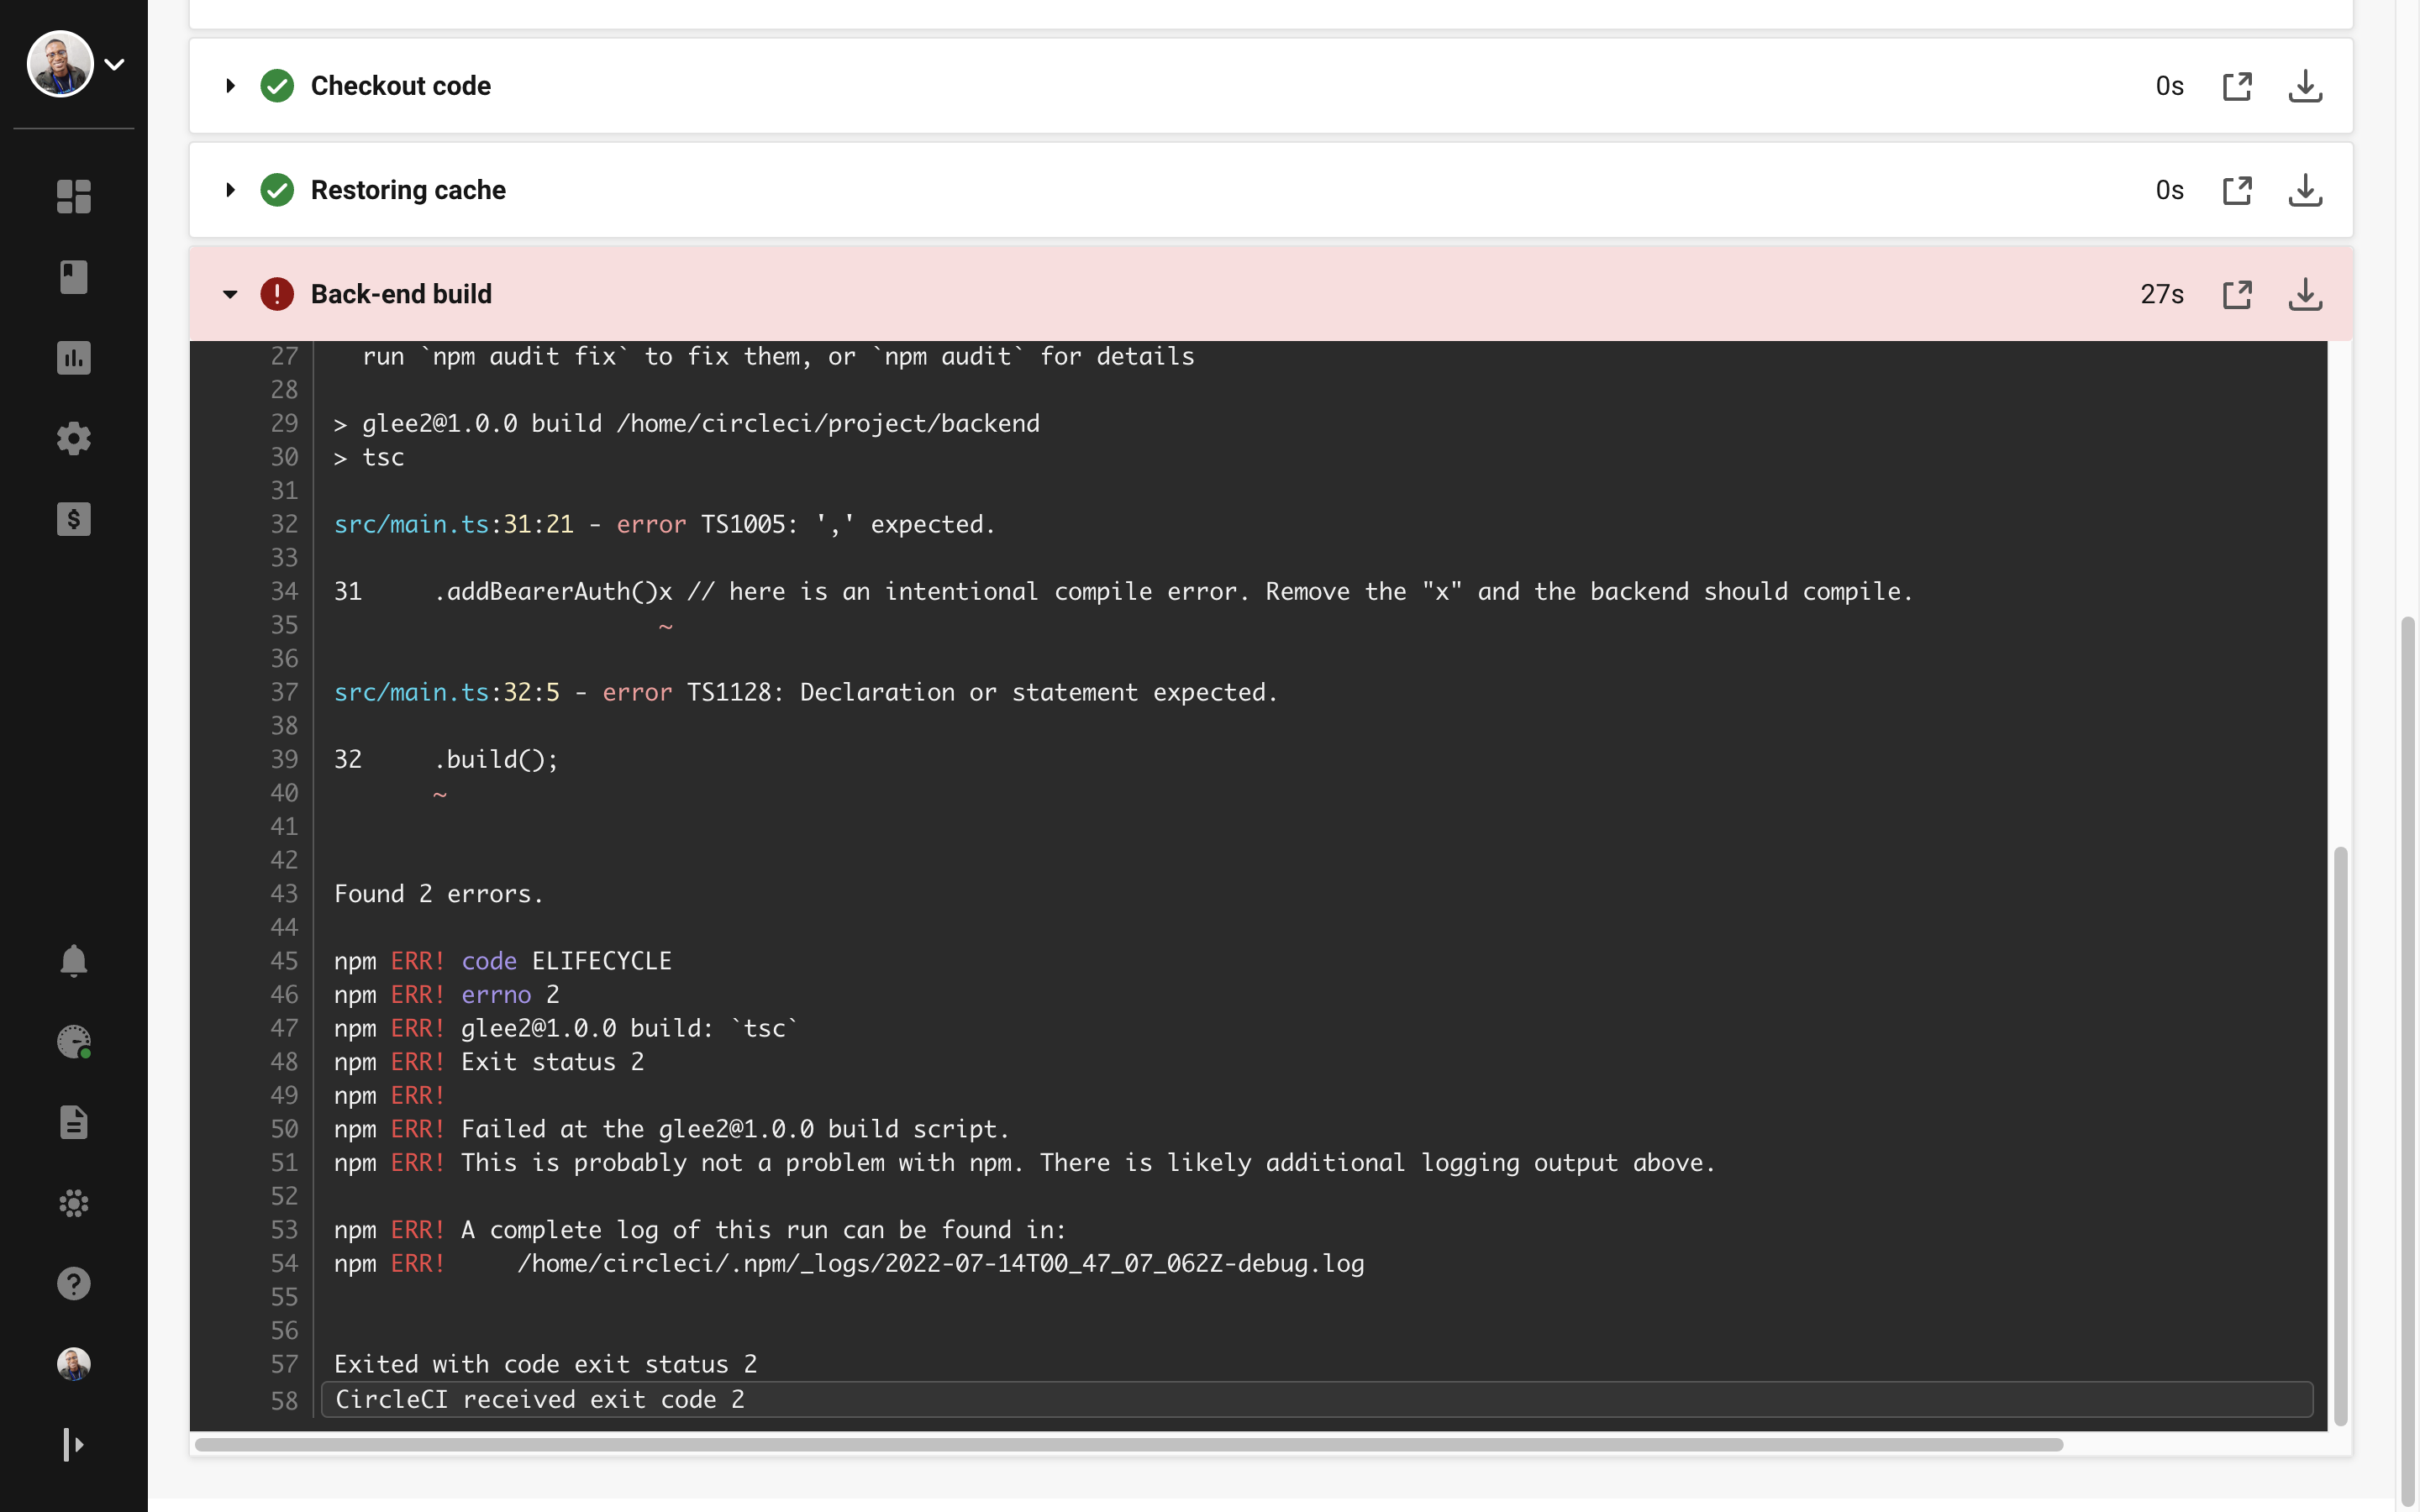 Checkout code 0s
Restoring cache 0s
Back-end build 27s
27   run `npm audit fix` to fix them, or `npm audit` for details
28
29 > glee2@1.0.0 build /home/circleci/project/backend
30 > tsc
31
32 src/main.ts:31:21 - error TS1005: ',' expected.
33
34 31     .addBearerAuth()x // here is an intentional compile error. Remove the "x" and the backend should compile.
35                        ~
36
37 src/main.ts:32:5 - error TS1128: Declaration or statement expected.
38
39 32     .build();
40        ~
41
42
43 Found 2 errors.
44
45 npm ERR! code ELIFECYCLE
46 npm ERR! errno 2
47 npm ERR! glee2@1.0.0 build: `tsc`
48 npm ERR! Exit status 2
49 npm ERR!
50 npm ERR! Failed at the glee2@1.0.0 build script.
51 npm ERR! This is probably not a problem with npm. There is likely additional logging output above.
52
53 npm ERR! A complete log of this run can be found in:
54 npm ERR!     /home/circleci/.npm/_logs/2022-07-14T00_47_07_062Z-debug.log
55
56
57 Exited with code exit status 2
58 CircleCI received exit code 2